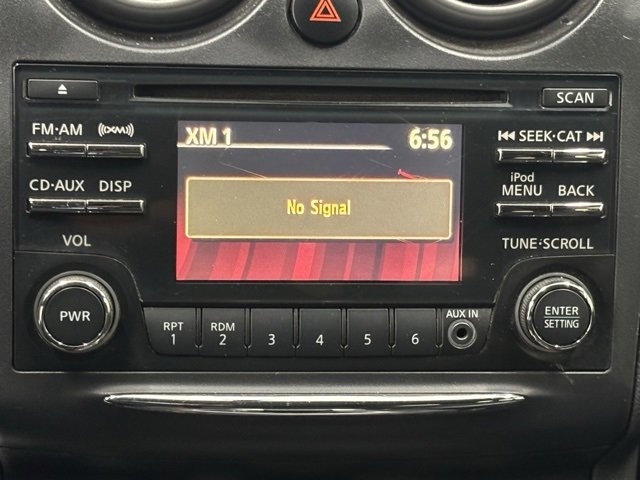 SCAN
FM·AM XM
XM 1 6:56
SEEK·CAT
CD·AUX DISP
iPod
MENU BACK
No Signal
VOL
TUNE·SCROLL
PWR
RPT
1
RDM
2
3
4
5
6
AUX IN
ENTER
SETTING